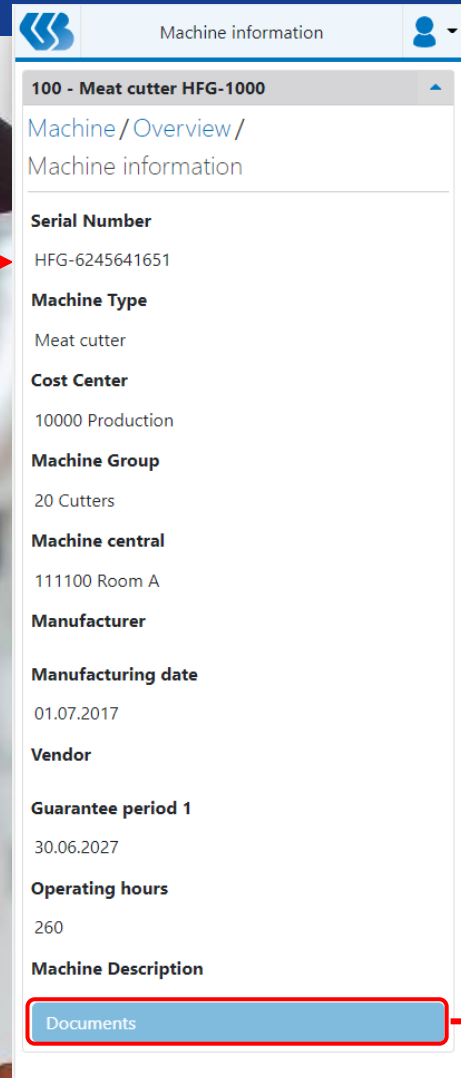 Machine information
100 - Meat cutter HFG-1000
Machine / Overview /
Machine information
Serial Number
HFG-6245641651
Machine Type
Meat cutter
Cost Center
10000 Production
Machine Group
20 Cutters
Machine central
111100 Room A
Manufacturer
Manufacturing date
01.07.2017
Vendor
Guarantee period 1
30.06.2027
Operating hours
260
Machine Description
Documents